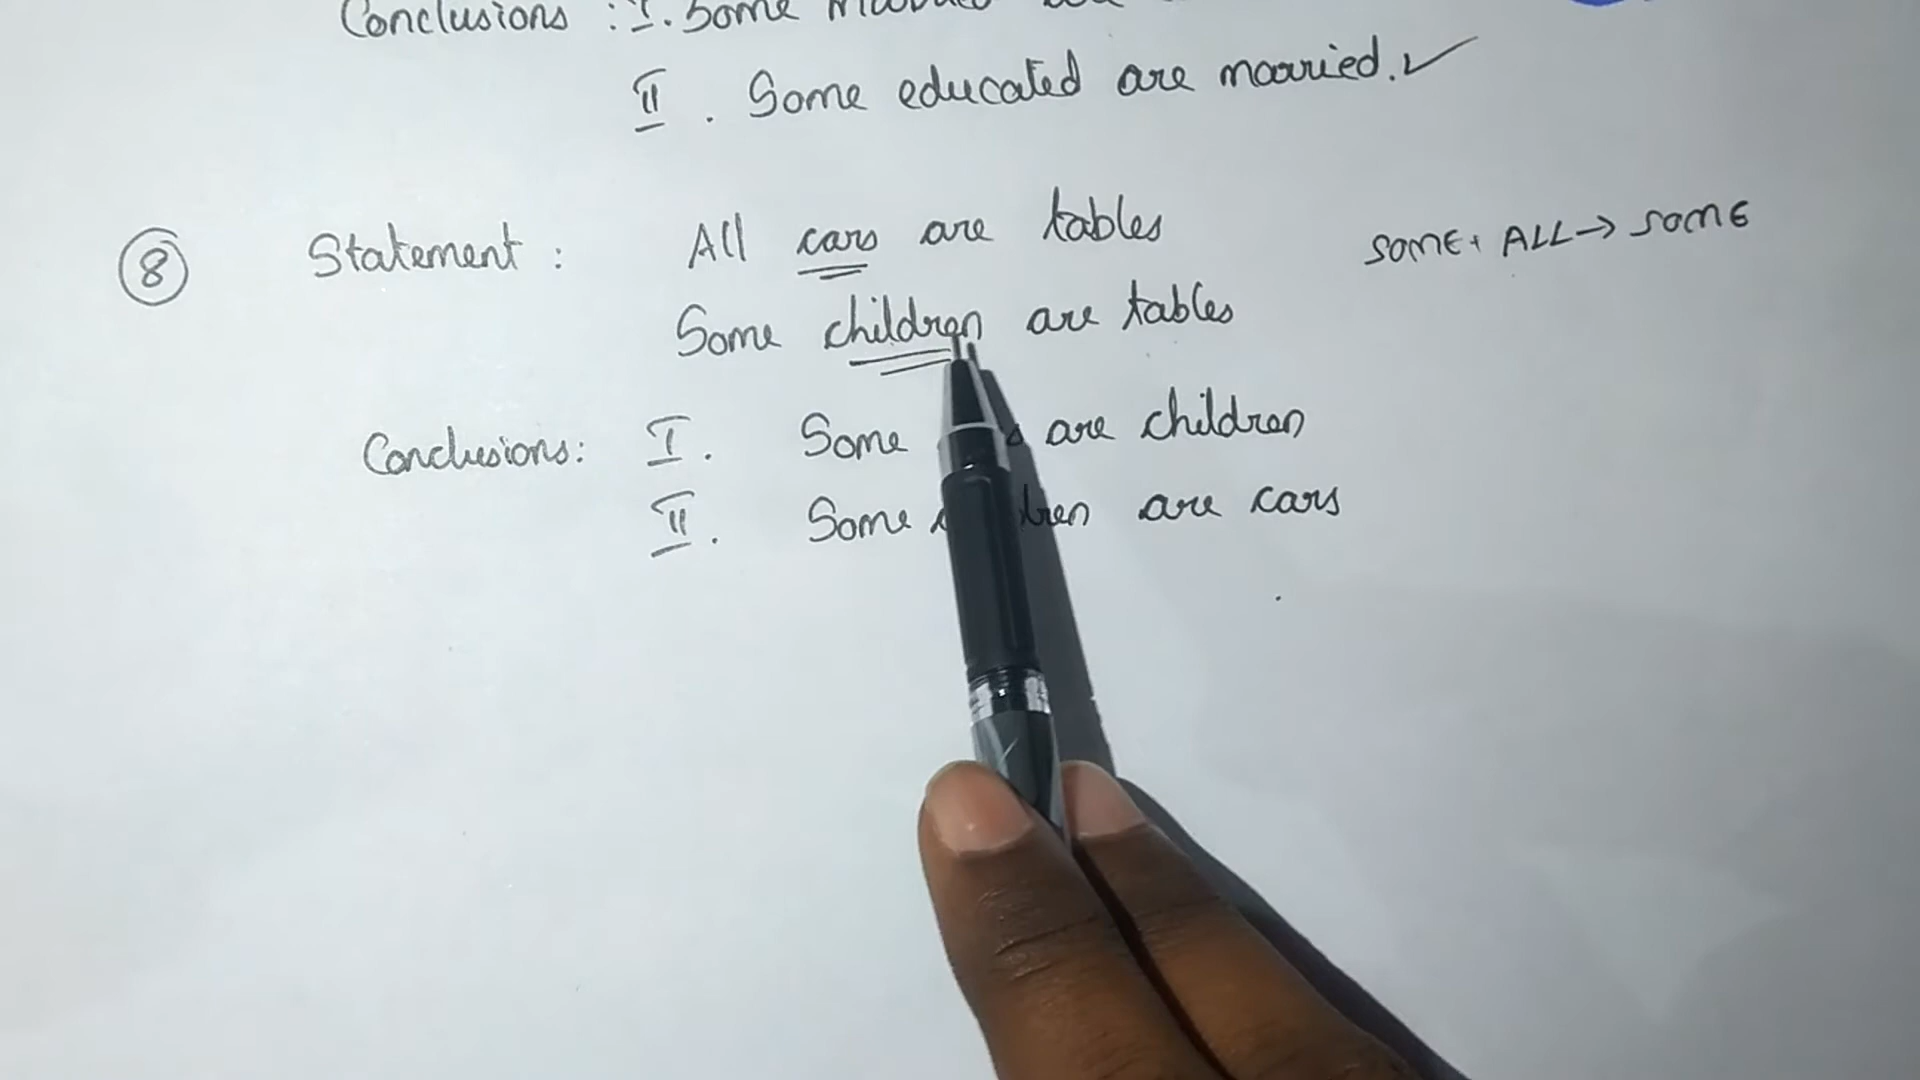 Conclusions : I. Some
II. Some educated are married. ✓
8 Statement : All cars are tables
SOME + ALL → SOME
Some children are tables
Conclusions: I. Some are children
II. Some are cars